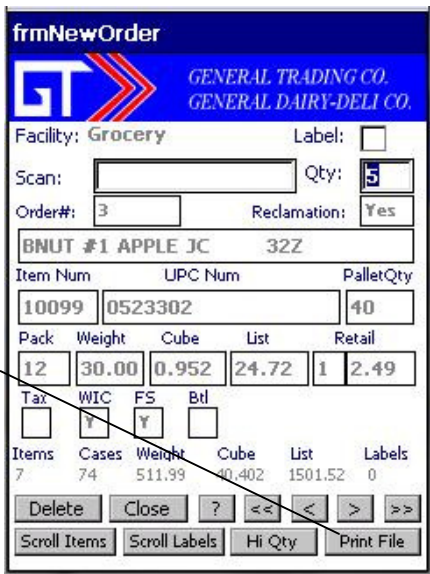 frmNewOrder
GT GENERAL TRADING CO.
GENERAL DAIRY-DELI CO.
Facility: Grocery Label:
Scan: Qty: 5
Order#: 3 Reclamation: Yes
BNUT #1 APPLE JC 32Z
Item Num UPC Num PalletQty
10099 0523302 40
Pack Weight Cube List Retail
12 30.00 0.952 24.72 1 2.49
Tax WIC FS Btl
Y Y
Items Cases Weight Cube List Labels
7 74 511.99 40.402 1501.52 0
Delete Close ? << < > >>
Scroll Items Scroll Labels Hi Qty Print File